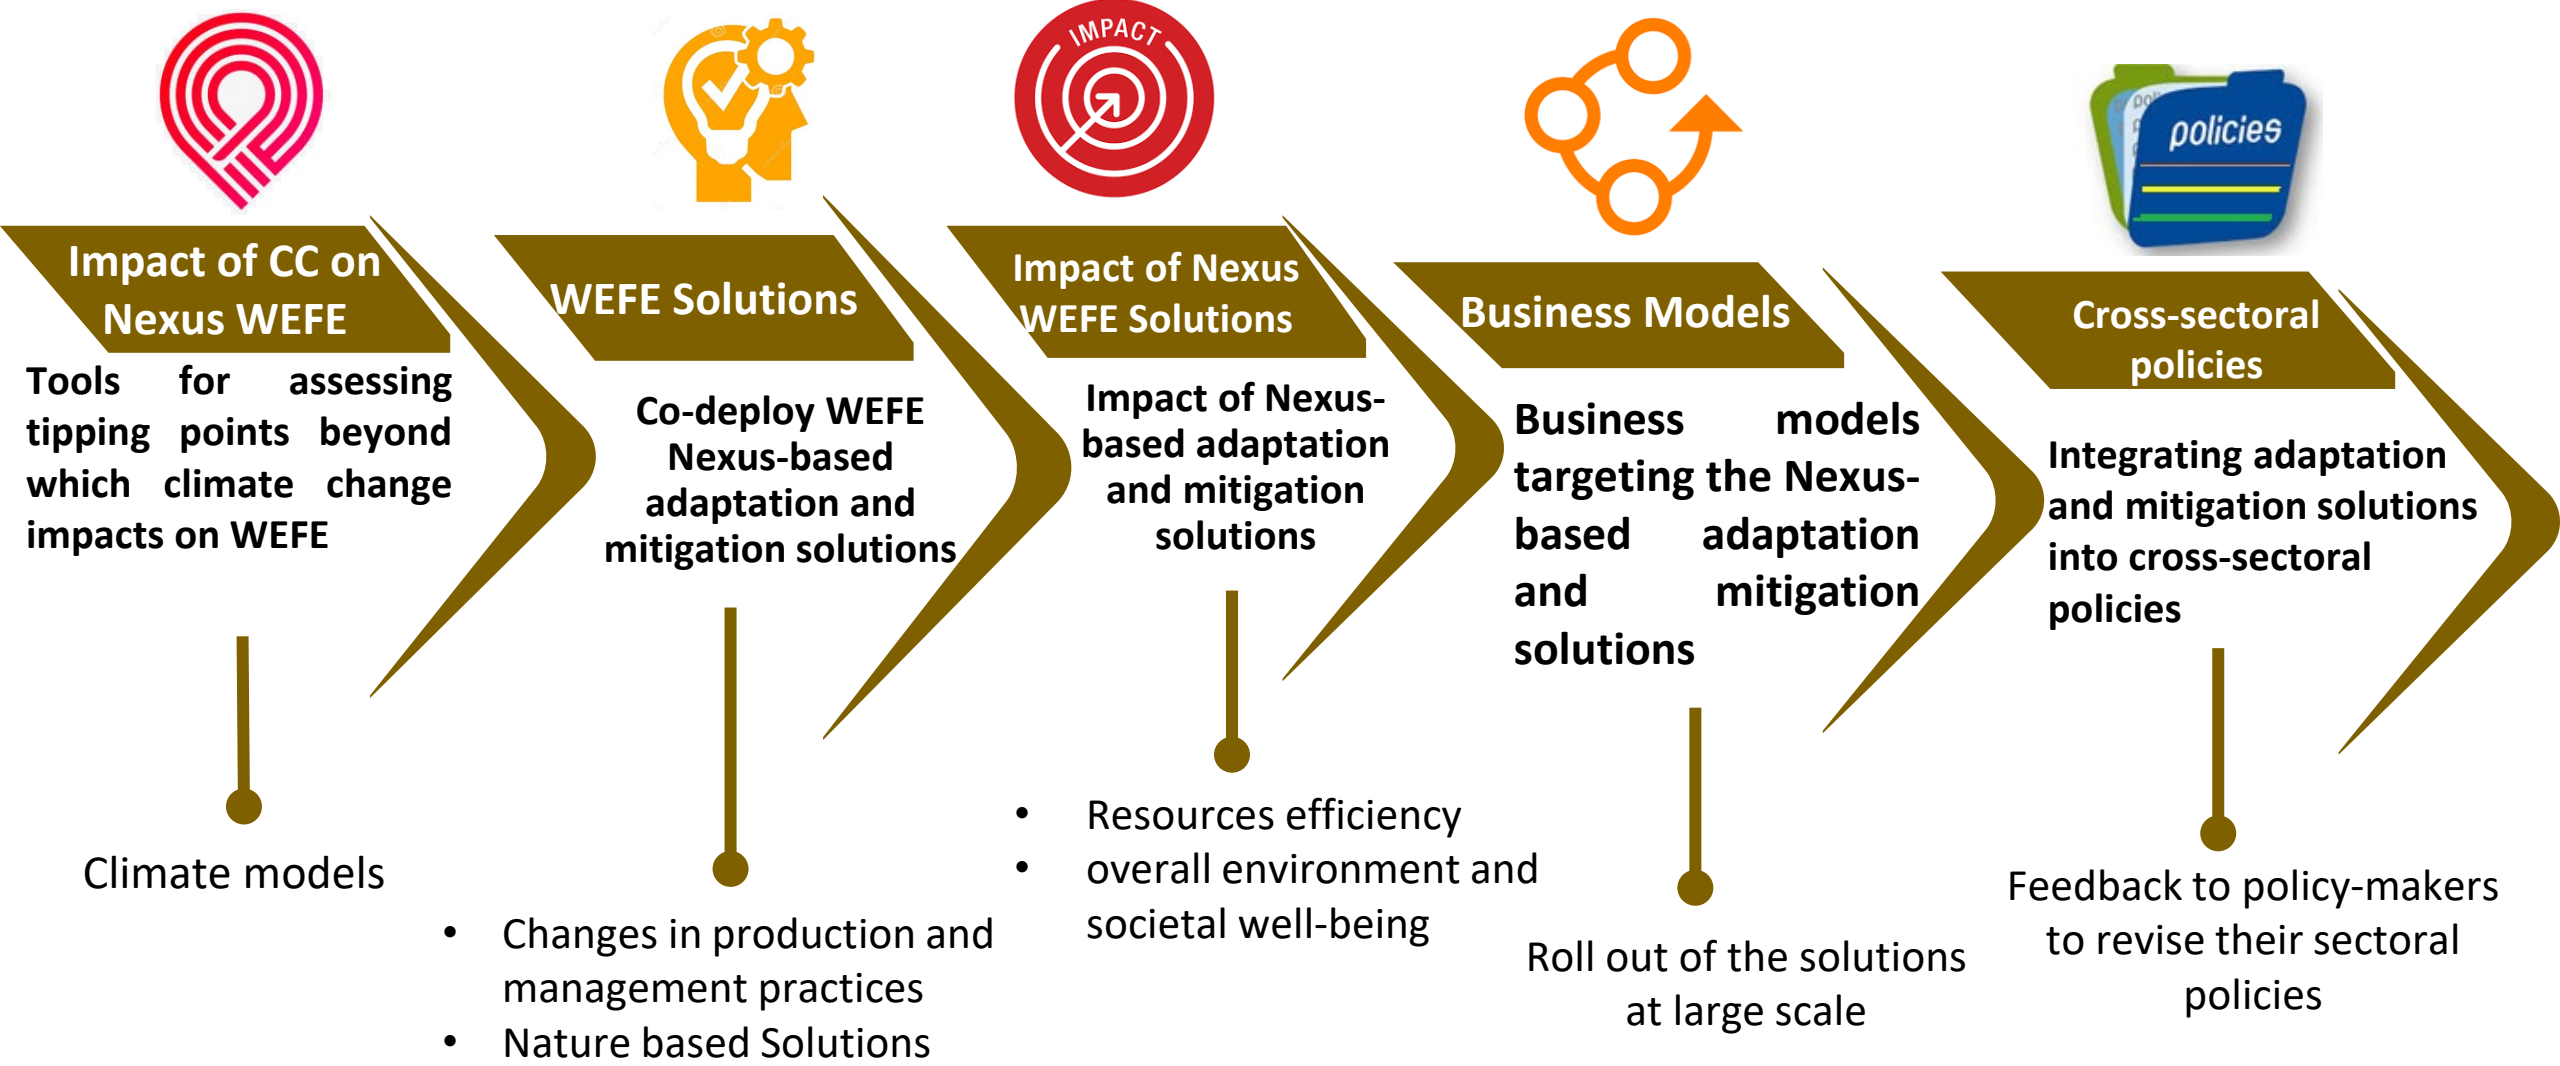 IMPACT
policies
Impact of CC on
Nexus WEFE
Tools for assessing
tipping points beyond
which climate change
impacts on WEFE
Climate models
WEFE Solutions
Co-deploy WEFE
Nexus-based
adaptation and
mitigation solutions
• Changes in production and
management practices
• Nature based Solutions
Impact of Nexus
WEFE Solutions
Impact of Nexus-
based adaptation
and mitigation
solutions
• Resources efficiency
• overall environment and
societal well-being
Business Models
Business models
targeting the Nexus-
based adaptation
and mitigation
solutions
Roll out of the solutions
at large scale
Cross-sectoral
policies
Integrating adaptation
and mitigation solutions
into cross-sectoral
policies
Feedback to policy-makers
to revise their sectoral
policies